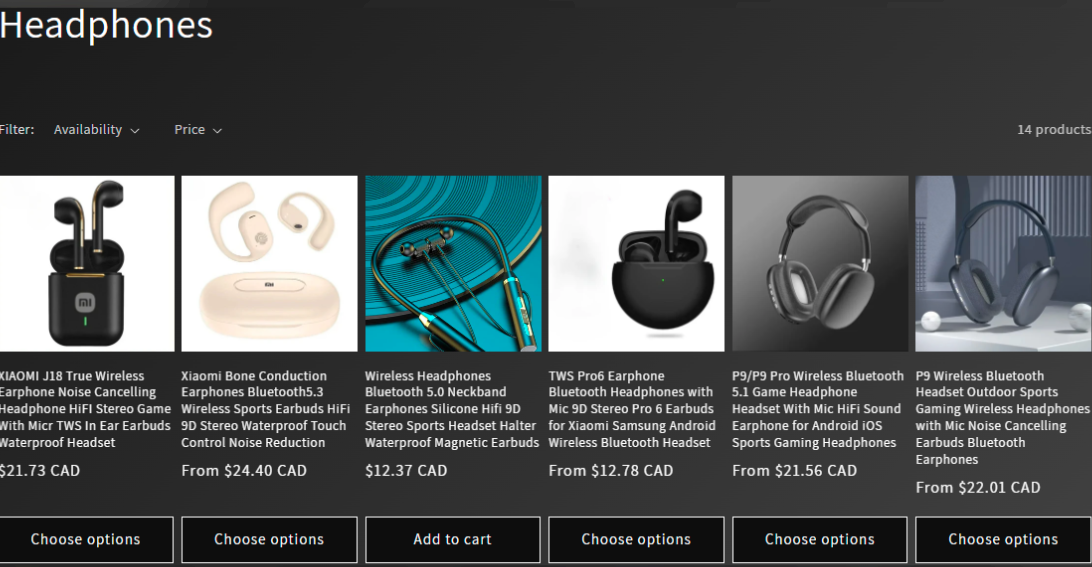 Headphones
Filter:
Availability
Price
14 products
mi
mi
XIAOMI J18 True Wireless
Earphone Noise Cancelling
Headphone HiFI Stereo Game
With Micr TWS In Ear Earbuds
Waterproof Headset
$21.73 CAD
Choose options
Xiaomi Bone Conduction
Earphones Bluetooth5.3
Wireless Sports Earbuds HiFi
9D Stereo Waterproof Touch
Control Noise Reduction
From $24.40 CAD
Choose options
Wireless Headphones
Bluetooth 5.0 Neckband
Earphones Silicone Hifi 9D
Stereo Sports Headset Halter
Waterproof Magnetic Earbuds
$12.37 CAD
Add to cart
TWS Pro6 Earphone
Bluetooth Headphones with
Mic 9D Stereo Pro 6 Earbuds
for Xiaomi Samsung Android
Wireless Bluetooth Headset
From $12.78 CAD
Choose options
P9/P9 Pro Wireless Bluetooth
5.1 Game Headphone
Headset With Mic HiFi Sound
Earphone for Android iOS
Sports Gaming Headphones
From $21.56 CAD
Choose options
P9 Wireless Bluetooth
Headset Outdoor Sports
Gaming Wireless Headphones
with Mic Noise Cancelling
Earbuds Bluetooth
Earphones
From $22.01 CAD
Choose options